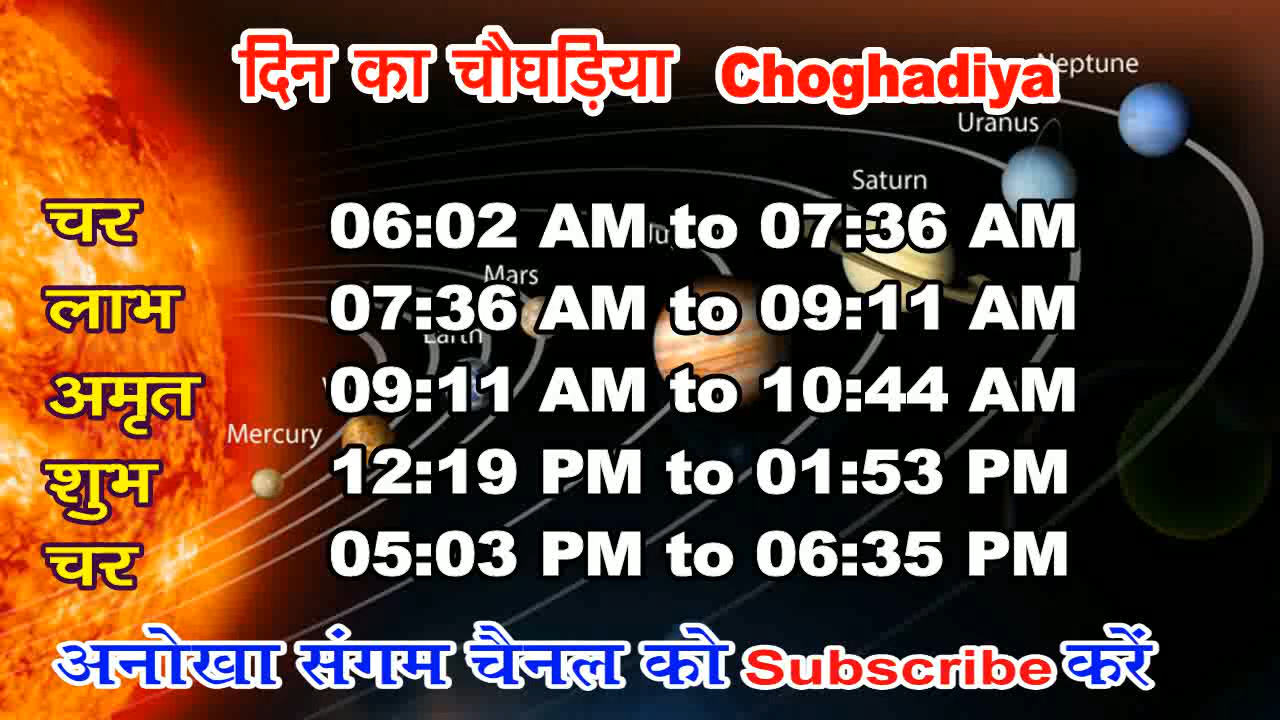 दिन का चौघड़िया Choghadiya
Neptune
Uranus
Saturn
चर 06:02 AM to 07:36 AM
Mars
लाभ 07:36 AM to 09:11 AM
Earth
अमृत 09:11 AM to 10:44 AM
Mercury
शुभ 12:19 PM to 01:53 PM
चर 05:03 PM to 06:35 PM
अनोखा संगम चैनल को Subscribe करें